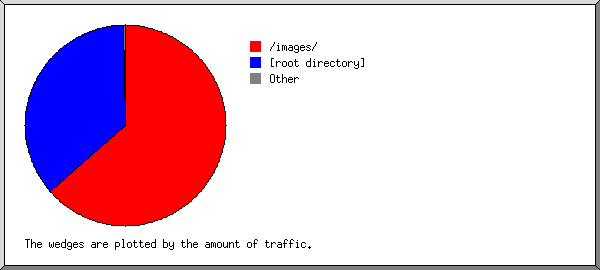 /images/
[root directory]
Other
The wedges are plotted by the amount of traffic.